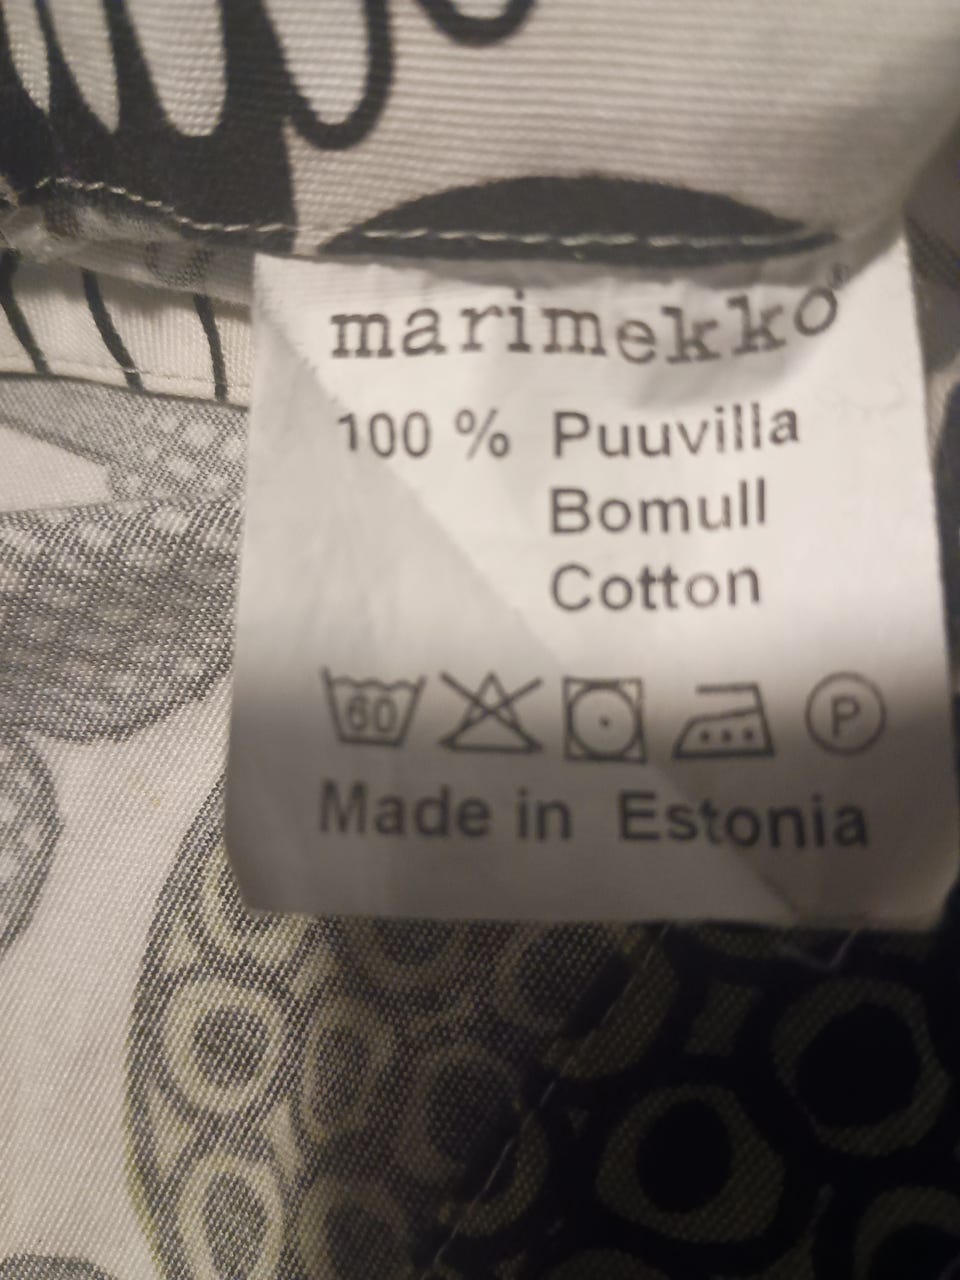 marimekko®
100 % Puuvilla
Bomull
Cotton
60 P
Made in Estonia